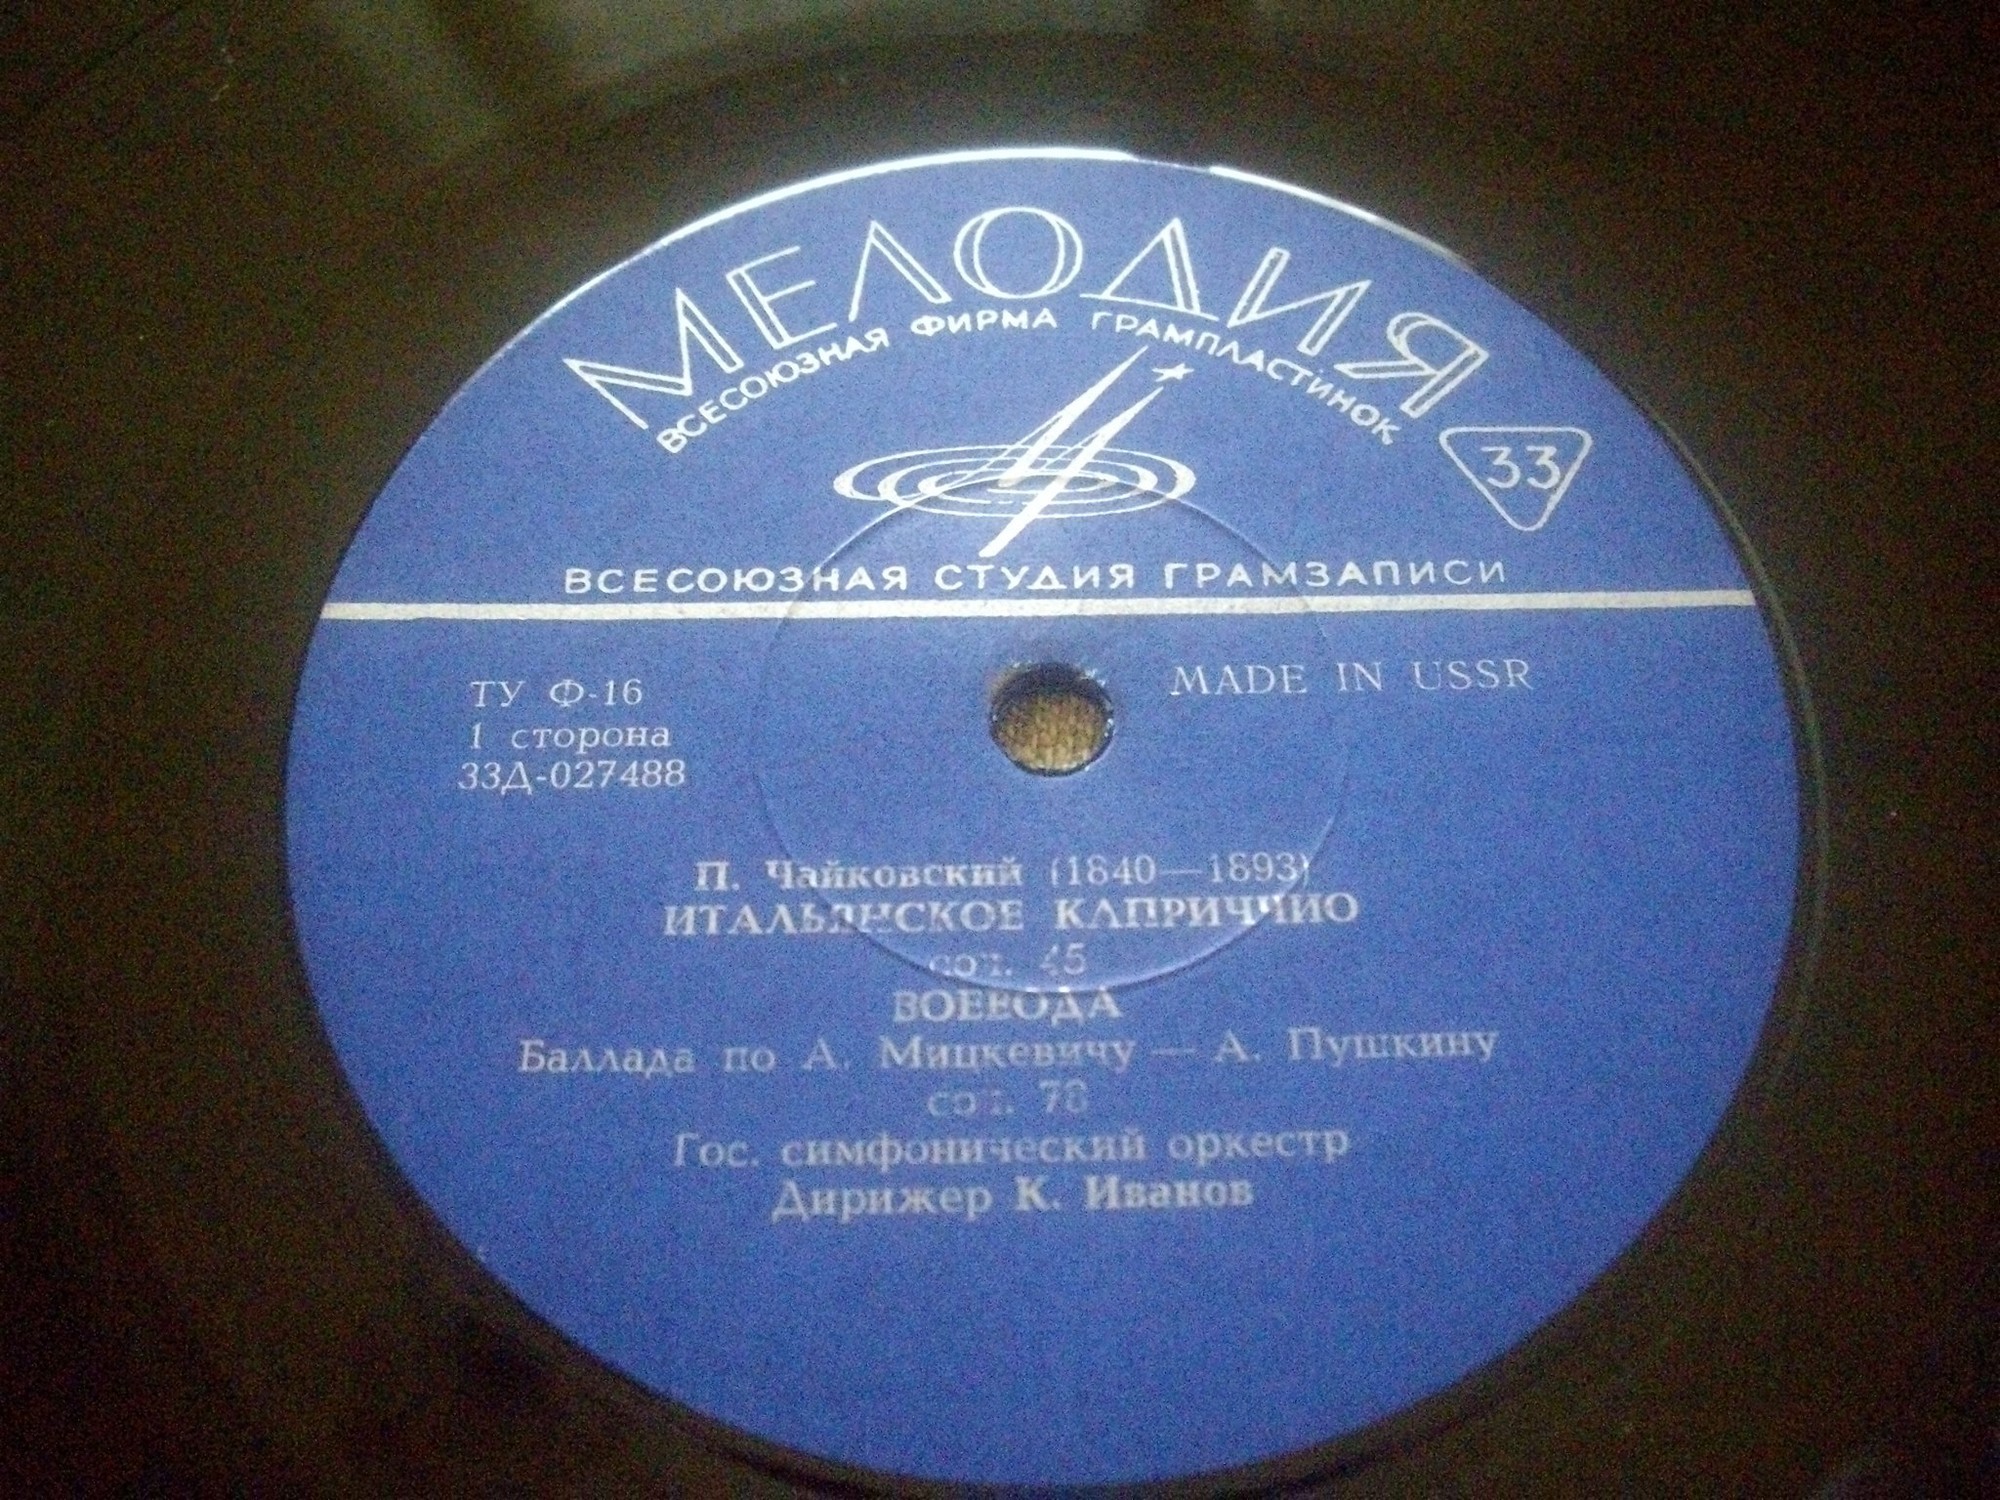 МЕЛОДИЯ
ВСЕСОЮЗНАЯ ФИРМА ГРАМПЛАСТИНОК
33
ВСЕСОЮЗНАЯ СТУДИЯ ГРАМЗАПИСИ
ТУ Ф-16
MADE IN USSR
1 сторона
33Д-027488
П. Чайковский (1840—1893)
ИТАЛЬЯНСКОЕ КАПРИЧЧИО
соч. 45
ВОЕВОДА
Баллада по А. Мицкевичу — А. Пушкину
соч. 78
Гос. симфонический оркестр
Дирижер К. Иванов